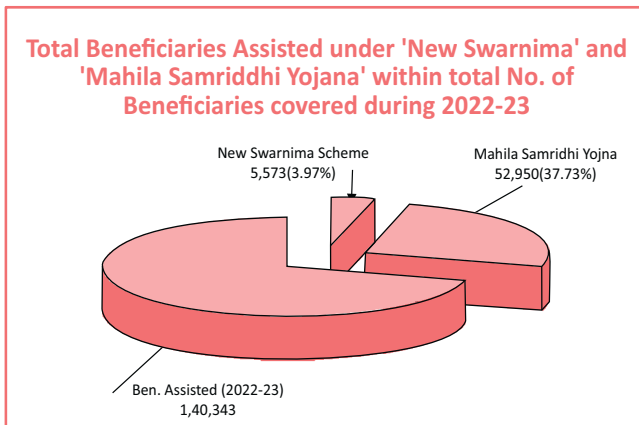 Total Beneficiaries Assisted under 'New Swarnima' and
'Mahila Samriddhi Yojana' within total No. of
Beneficiaries covered during 2022-23
New Swarnima Scheme
5,573(3.97%)
Mahila Samridhi Yojna
52,950(37.73%)
Ben. Assisted (2022-23)
1,40,343